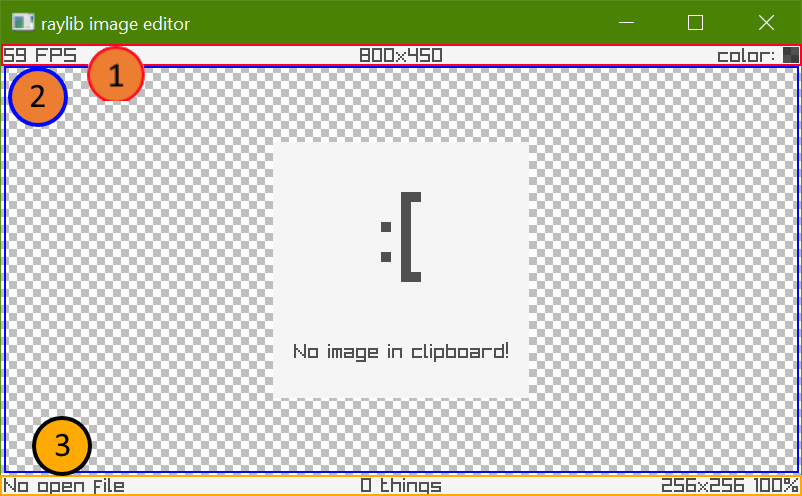 raylib image editor
59 FPS 800x450 color:
1
2
:[
No image in clipboard!
3
No open file 0 things 256x256 100%